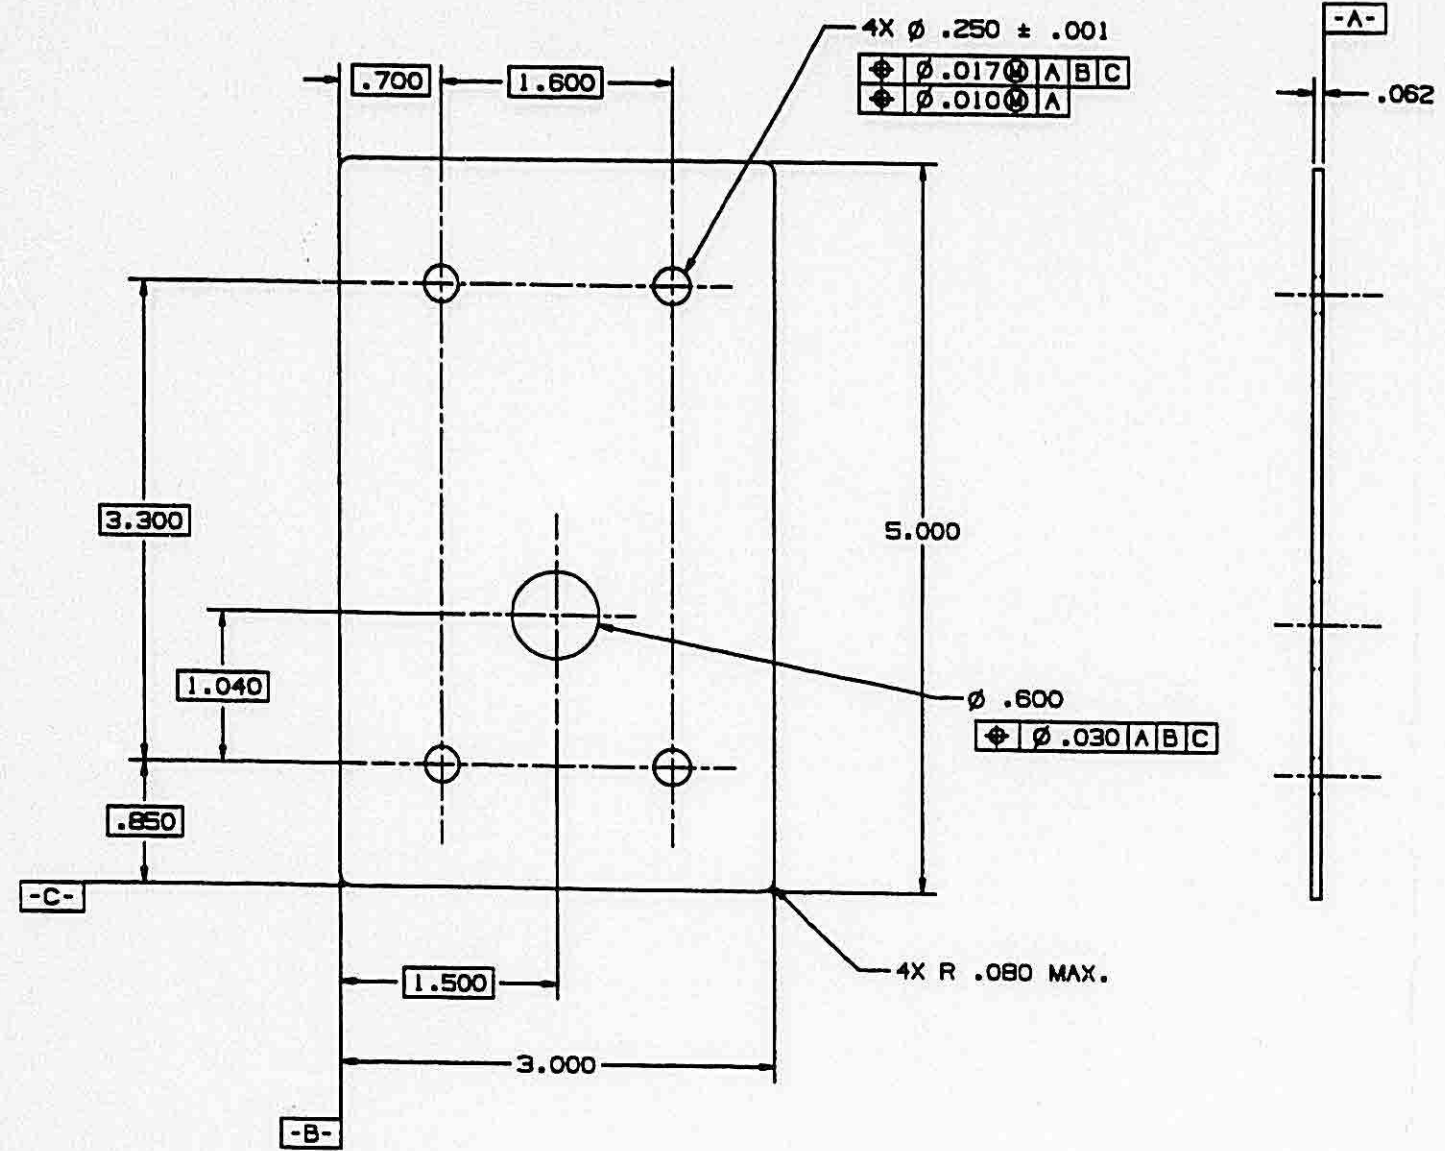 -A-
4X Ø .250 ± .001
⌖ Ø .017 Ⓜ A B C
⌖ Ø .010 Ⓜ A
.700
1.600
.062
3.300
5.000
1.040
Ø .600
⌖ Ø .030 A B C
.850
-C-
4X R .080 MAX.
1.500
3.000
-B-